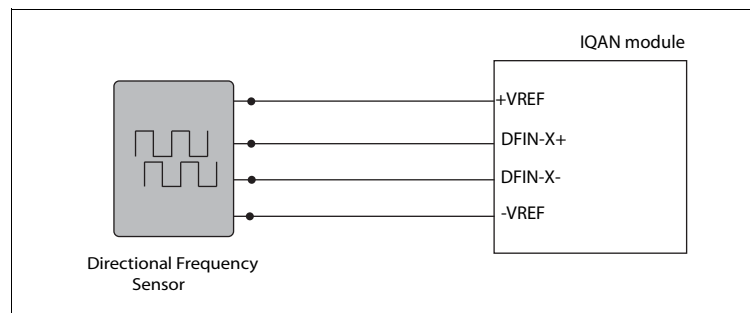 IQAN module
+VREF
DFIN-X+
DFIN-X-
-VREF
Directional Frequency
Sensor